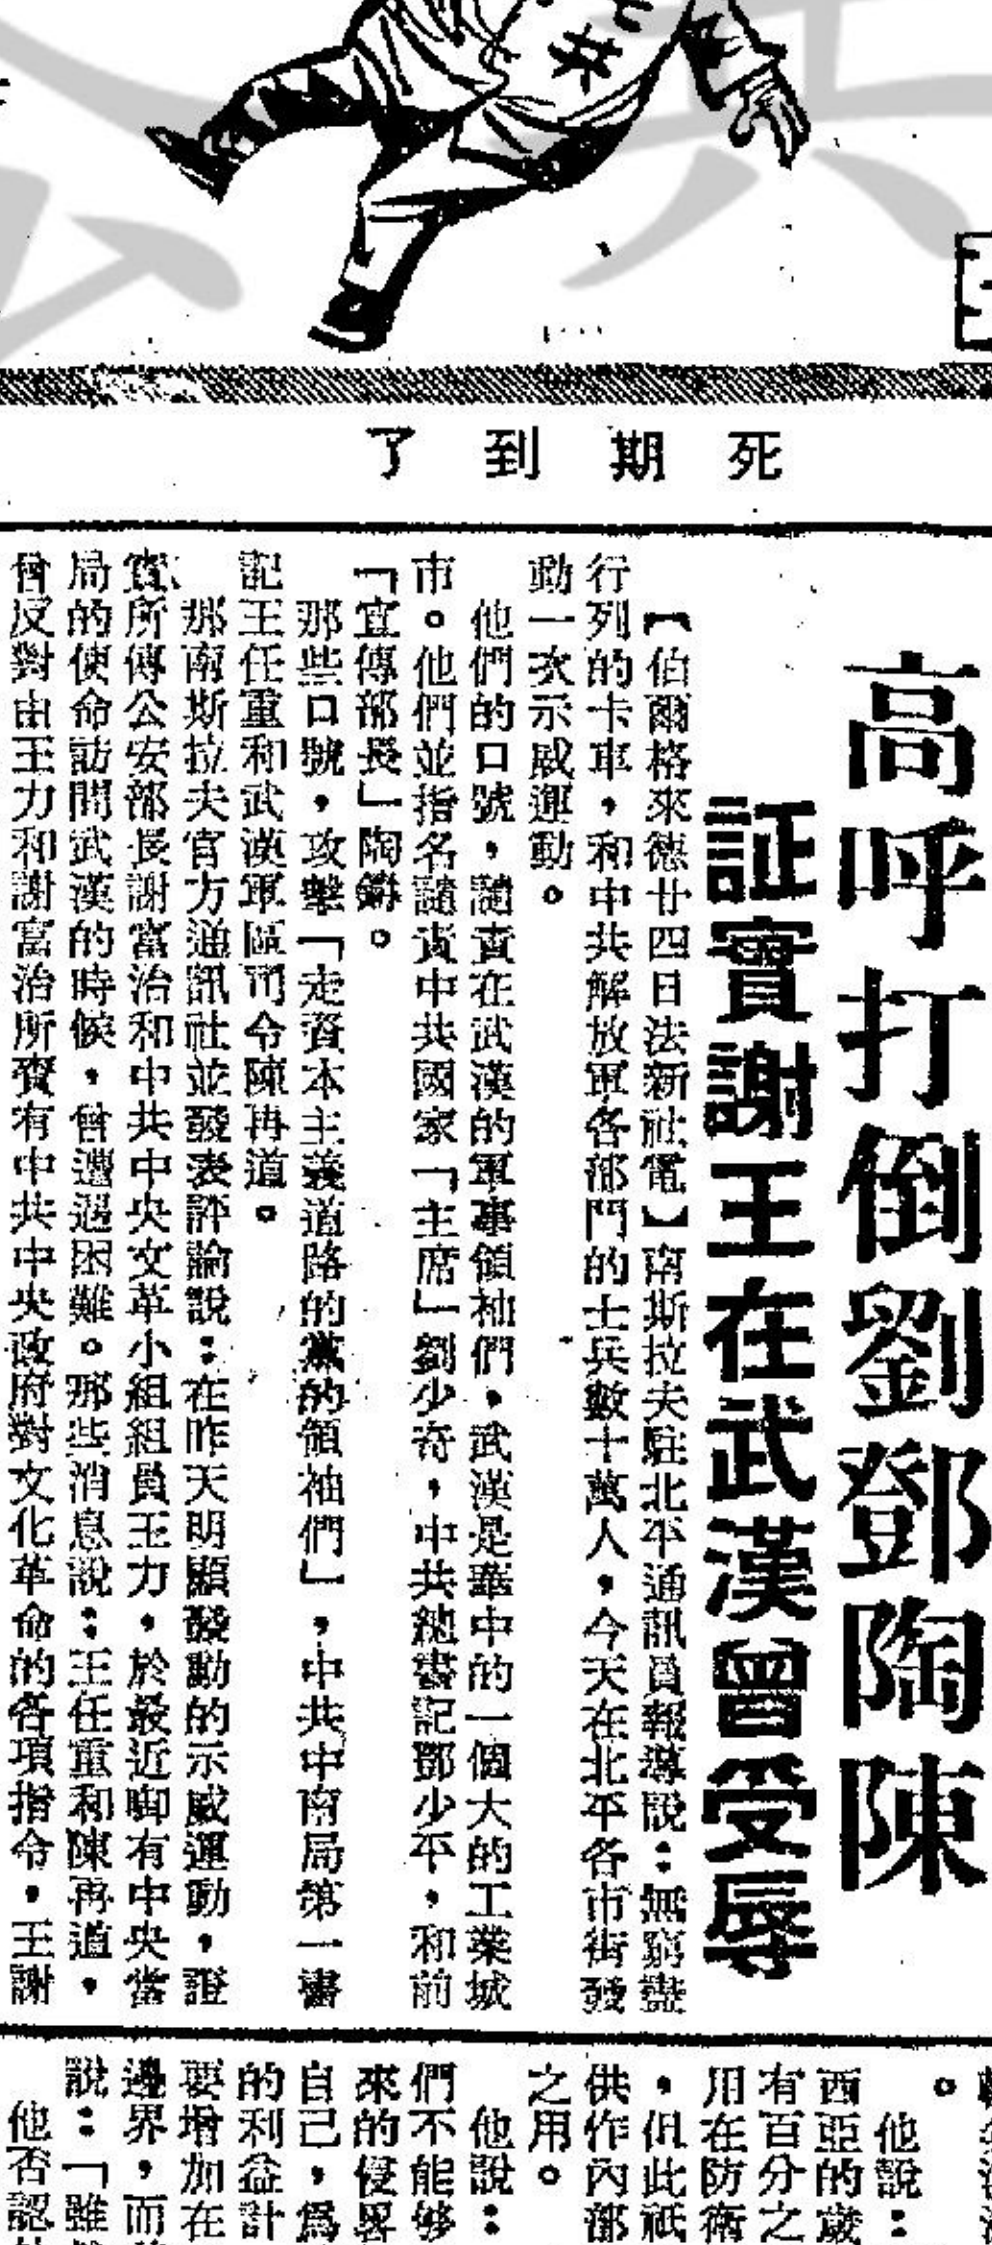 死期到了
高呼打倒劉鄧陶陳
証實謝王在武漢曾受辱
【伯爾格來德廿四日法新社電】南斯拉夫駐北平通訊員報導說：無窮盡
行列的卡車，和中共解放軍各部門的士兵數十萬人，今天在北平各市街發
動一次示威運動。
他們的口號，譴責在武漢的軍事領袖們，武漢是華中的一個大的工業城
市。他們並指名譴責中共國家「主席」劉少奇，中共總書記鄧少平，和前
「宣傳部長」陶鑄。
那些口號，攻擊「走資本主義道路的黨的領袖們」，中共中南局第一書
記王任重和武漢軍區司令陳再道。
那南斯拉夫官方通訊社並發表評論說：在昨天明顯發動的示威運動，證
實所傳公安部長謝富治和中共中央文革小組組員王力，於最近啣有中央當
局的使命訪問武漢的時候，曾遭遇困難。那些消息說：王任重和陳再道，
曾反對由王力和謝富治所賫有中共中央政府對文化革命的各項指令，王謝
。
他說：
西亞的歲
有百分之
用在防衛
，但此祇
供作內部
之用。
他說：
們不能够
來的侵畧
自己，爲
的利益計
要增加在
邊界，而
說：「雖
他否認